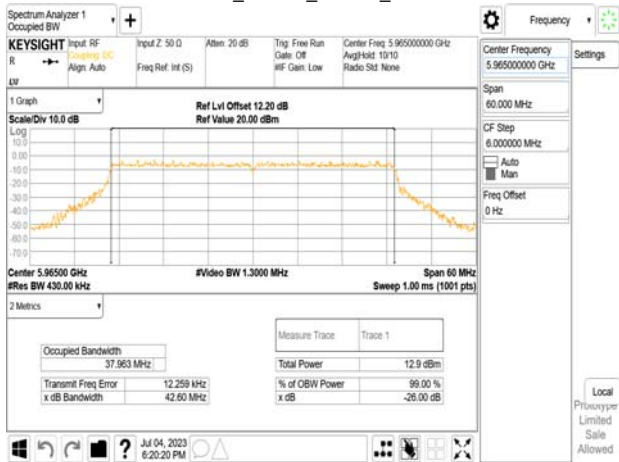 Spectrum Analyzer 1
Occupied BW
Frequency
KEYSIGHT
R
Input: RF
Coupling: DC
Align: Auto
Input Z: 50 Ω
Freq Ref: Int (S)
Atten: 20 dB
Trig: Free Run
Gate: Off
#IF Gain: Low
Center Freq: 5.965000000 GHz
Avg|Hold: 10/10
Radio Std: None
Center Frequency
5.965000000 GHz
Settings
Span
60.000 MHz
CF Step
6.000000 MHz
Auto
Man
Freq Offset
0 Hz
1 Graph
Scale/Div 10.0 dB
Ref Lvl Offset 12.20 dB
Ref Value 20.00 dBm
Log
10.0
0.00
-10.0
-20.0
-30.0
-40.0
-50.0
-60.0
-70.0
Center 5.96500 GHz
#Video BW 1.3000 MHz
Span 60 MHz
#Res BW 430.00 kHz
Sweep 1.00 ms (1001 pts)
2 Metrics
Measure Trace
Trace 1
Occupied Bandwidth
37.963 MHz
Total Power
12.9 dBm
Transmit Freq Error
12.259 kHz
% of OBW Power
99.00 %
x dB Bandwidth
42.60 MHz
x dB
-26.00 dB
Local
Prototype
Limited
Sale
Allowed
?
Jul 04, 2023
6:20:20 PM